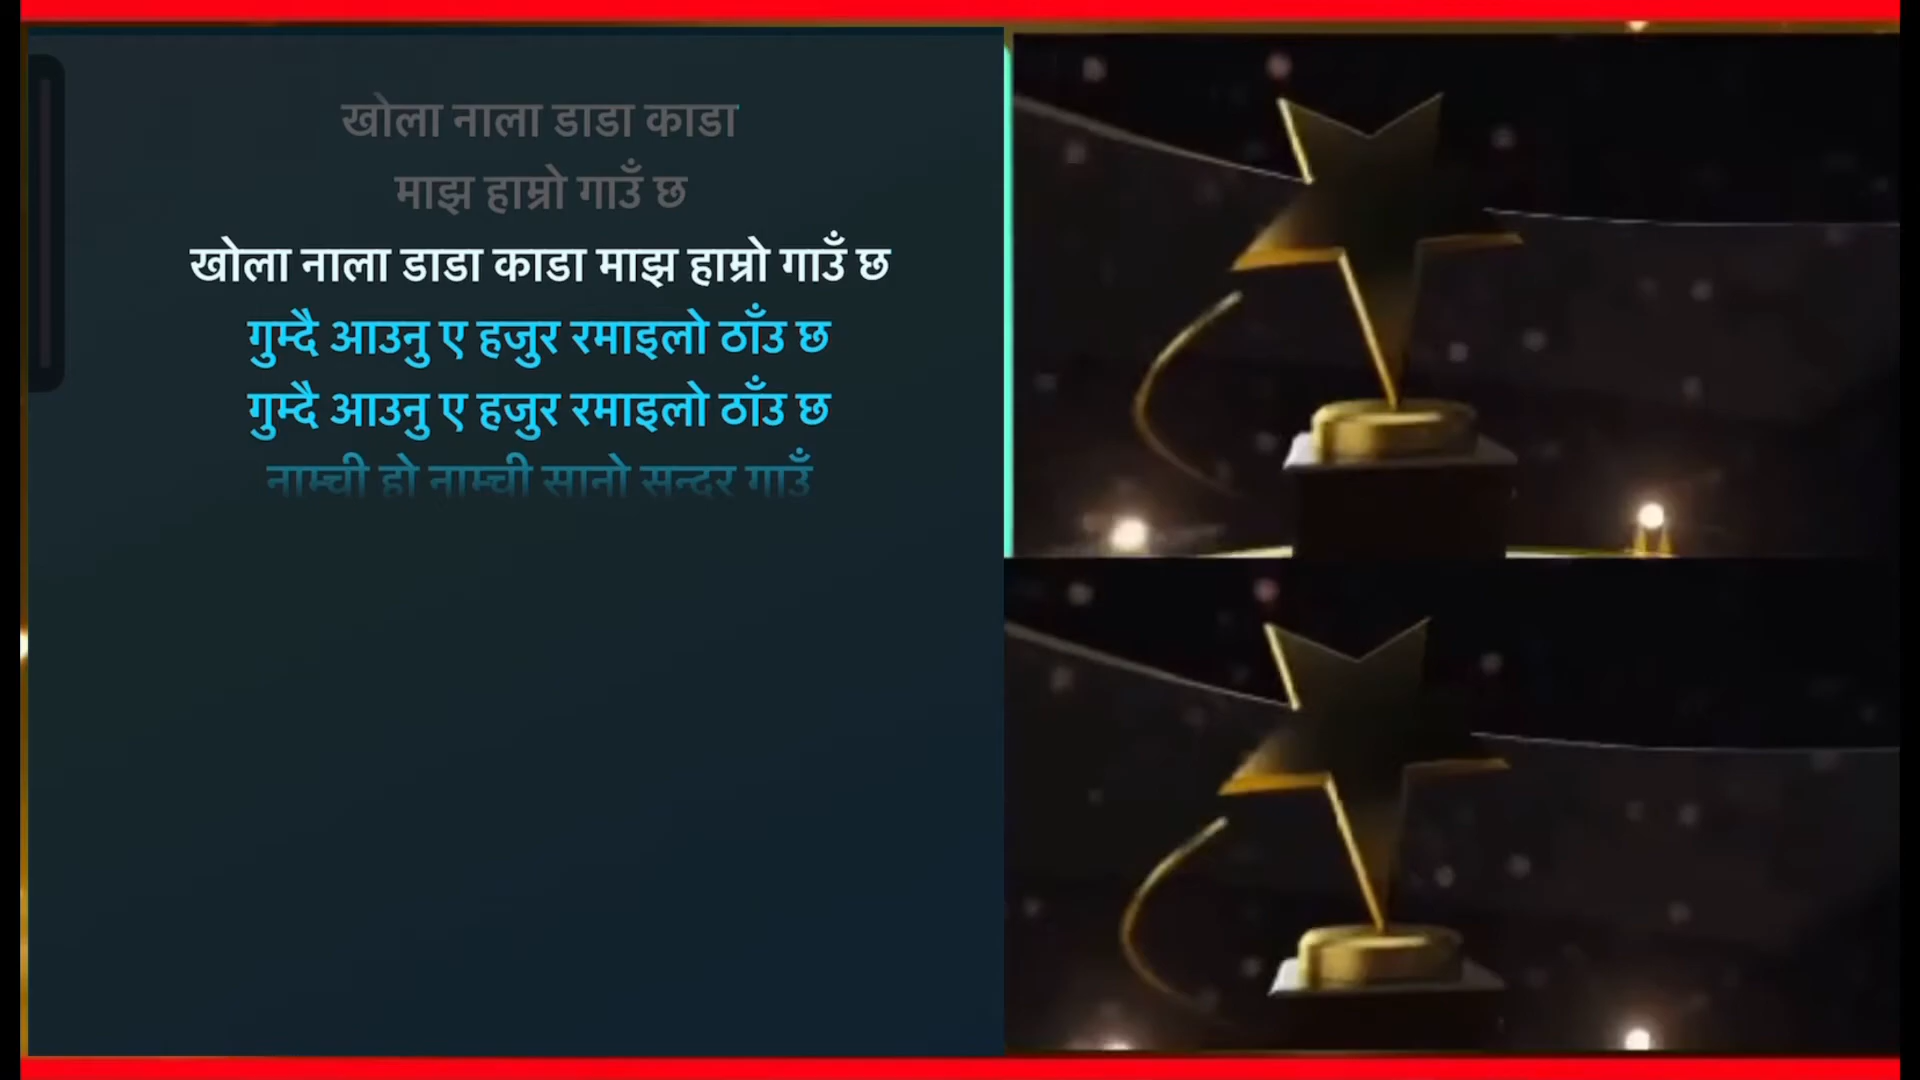 खोला नाला डाडा काडा
माझ हाम्रो गाउँ छ
खोला नाला डाडा काडा माझ हाम्रो गाउँ छ
गुम्दै आउनु ए हजुर रमाइलो ठाँउ छ
गुम्दै आउनु ए हजुर रमाइलो ठाँउ छ
नाम्ची हो नाम्ची सानो सुन्दर गाउँ